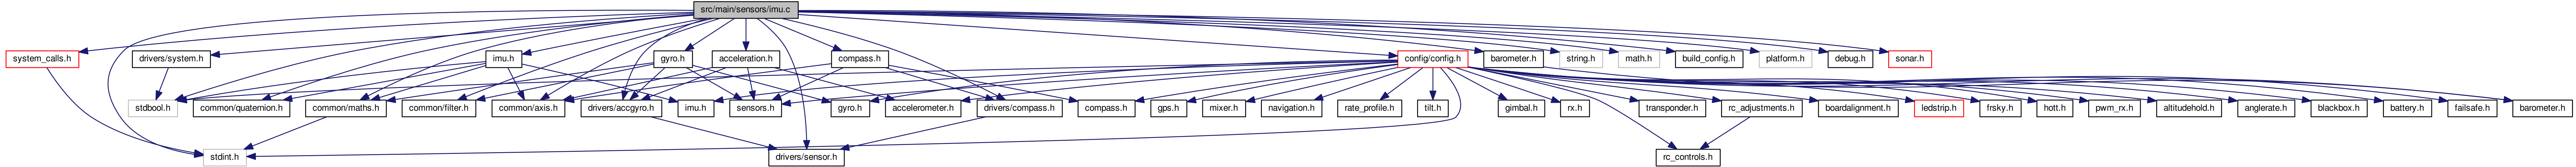 src/main/sensors/imu.c
system_calls.h
drivers/system.h
imu.h
gyro.h
acceleration.h
compass.h
config/config.h
barometer.h
string.h
math.h
build_config.h
platform.h
debug.h
sonar.h
stdbool.h
common/quaternion.h
common/maths.h
common/filter.h
common/axis.h
drivers/accgyro.h
imu.h
sensors.h
gyro.h
accelerometer.h
drivers/compass.h
compass.h
gps.h
mixer.h
navigation.h
rate_profile.h
tilt.h
gimbal.h
rx.h
transponder.h
rc_adjustments.h
boardalignment.h
ledstrip.h
frsky.h
hott.h
pwm_rx.h
altitudehold.h
anglerate.h
blackbox.h
battery.h
failsafe.h
barometer.h
stdint.h
drivers/sensor.h
rc_controls.h